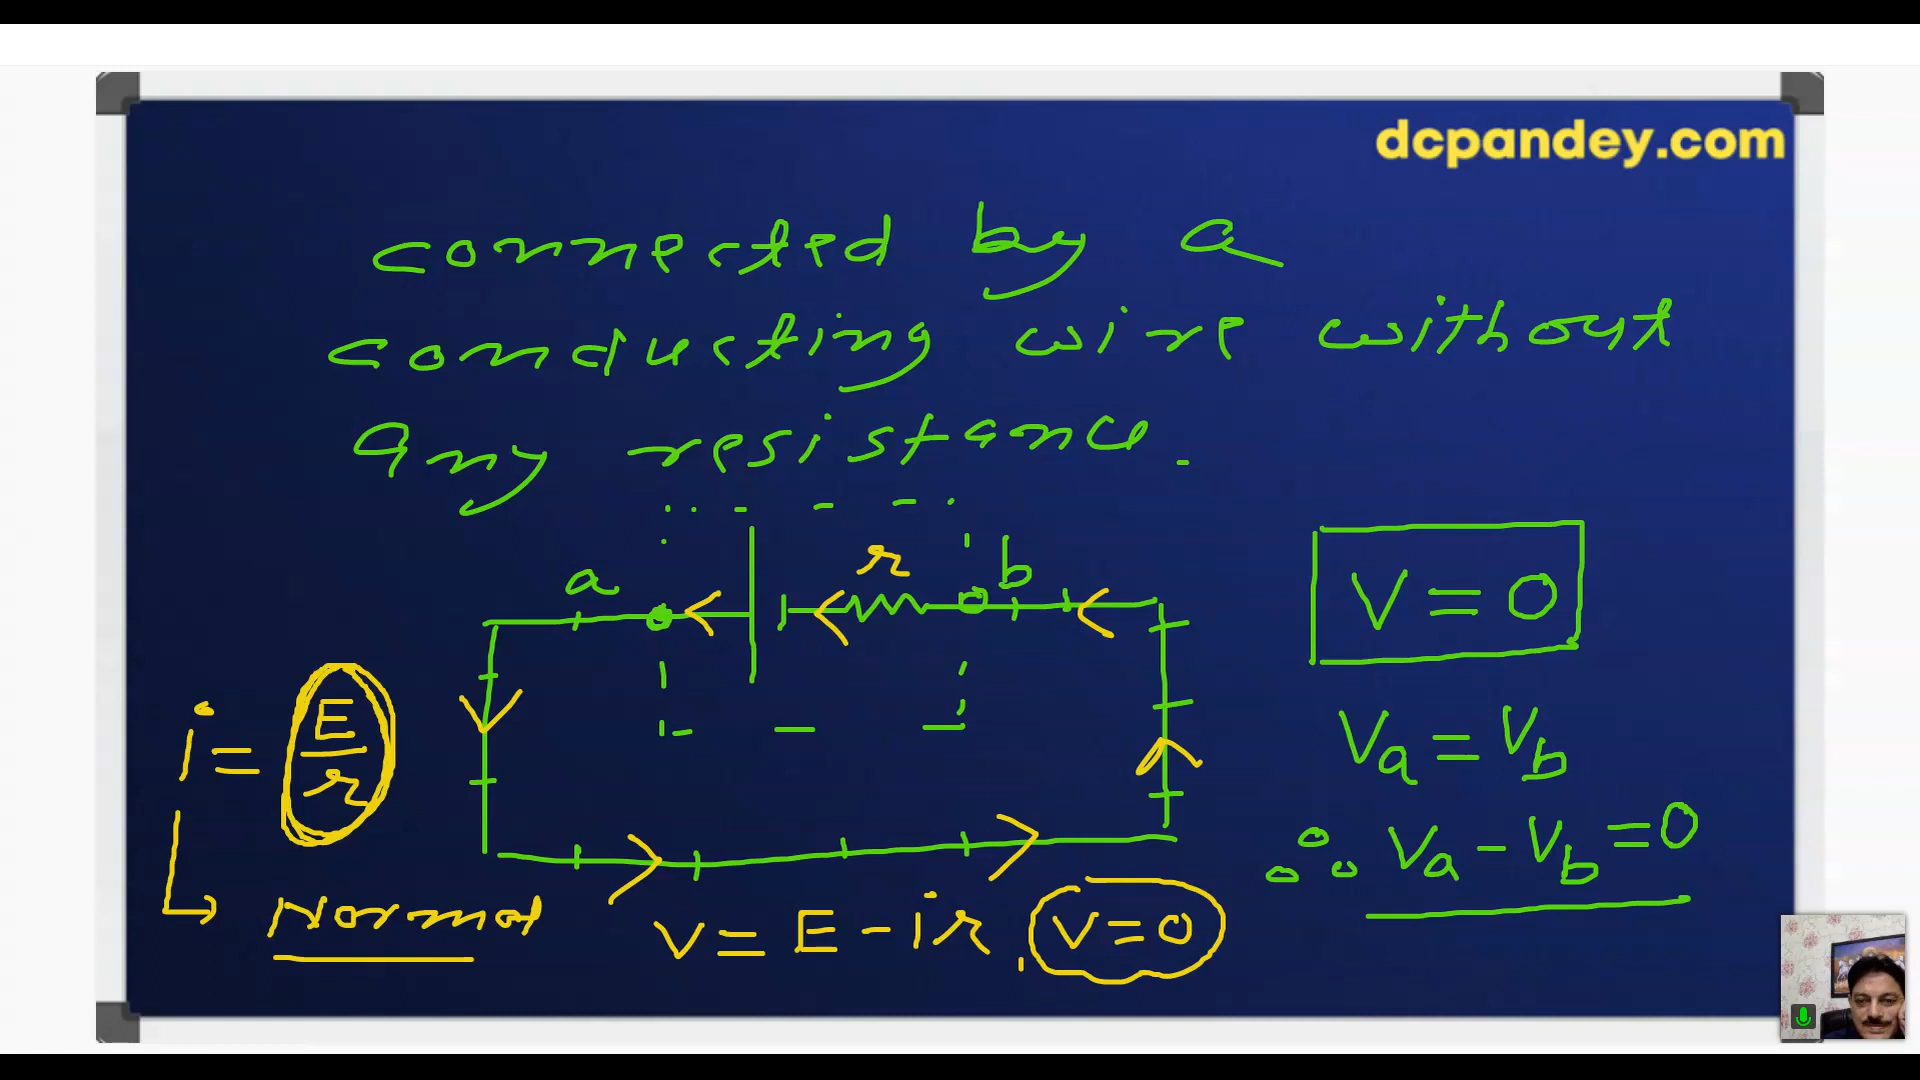 dcpandey.com
connected by a
conducting wire without
any resistance.
a
r
b
V = 0
i = E/r
Va = Vb
∴ Va - Vb = 0
Normal
V = E - ir, V = 0